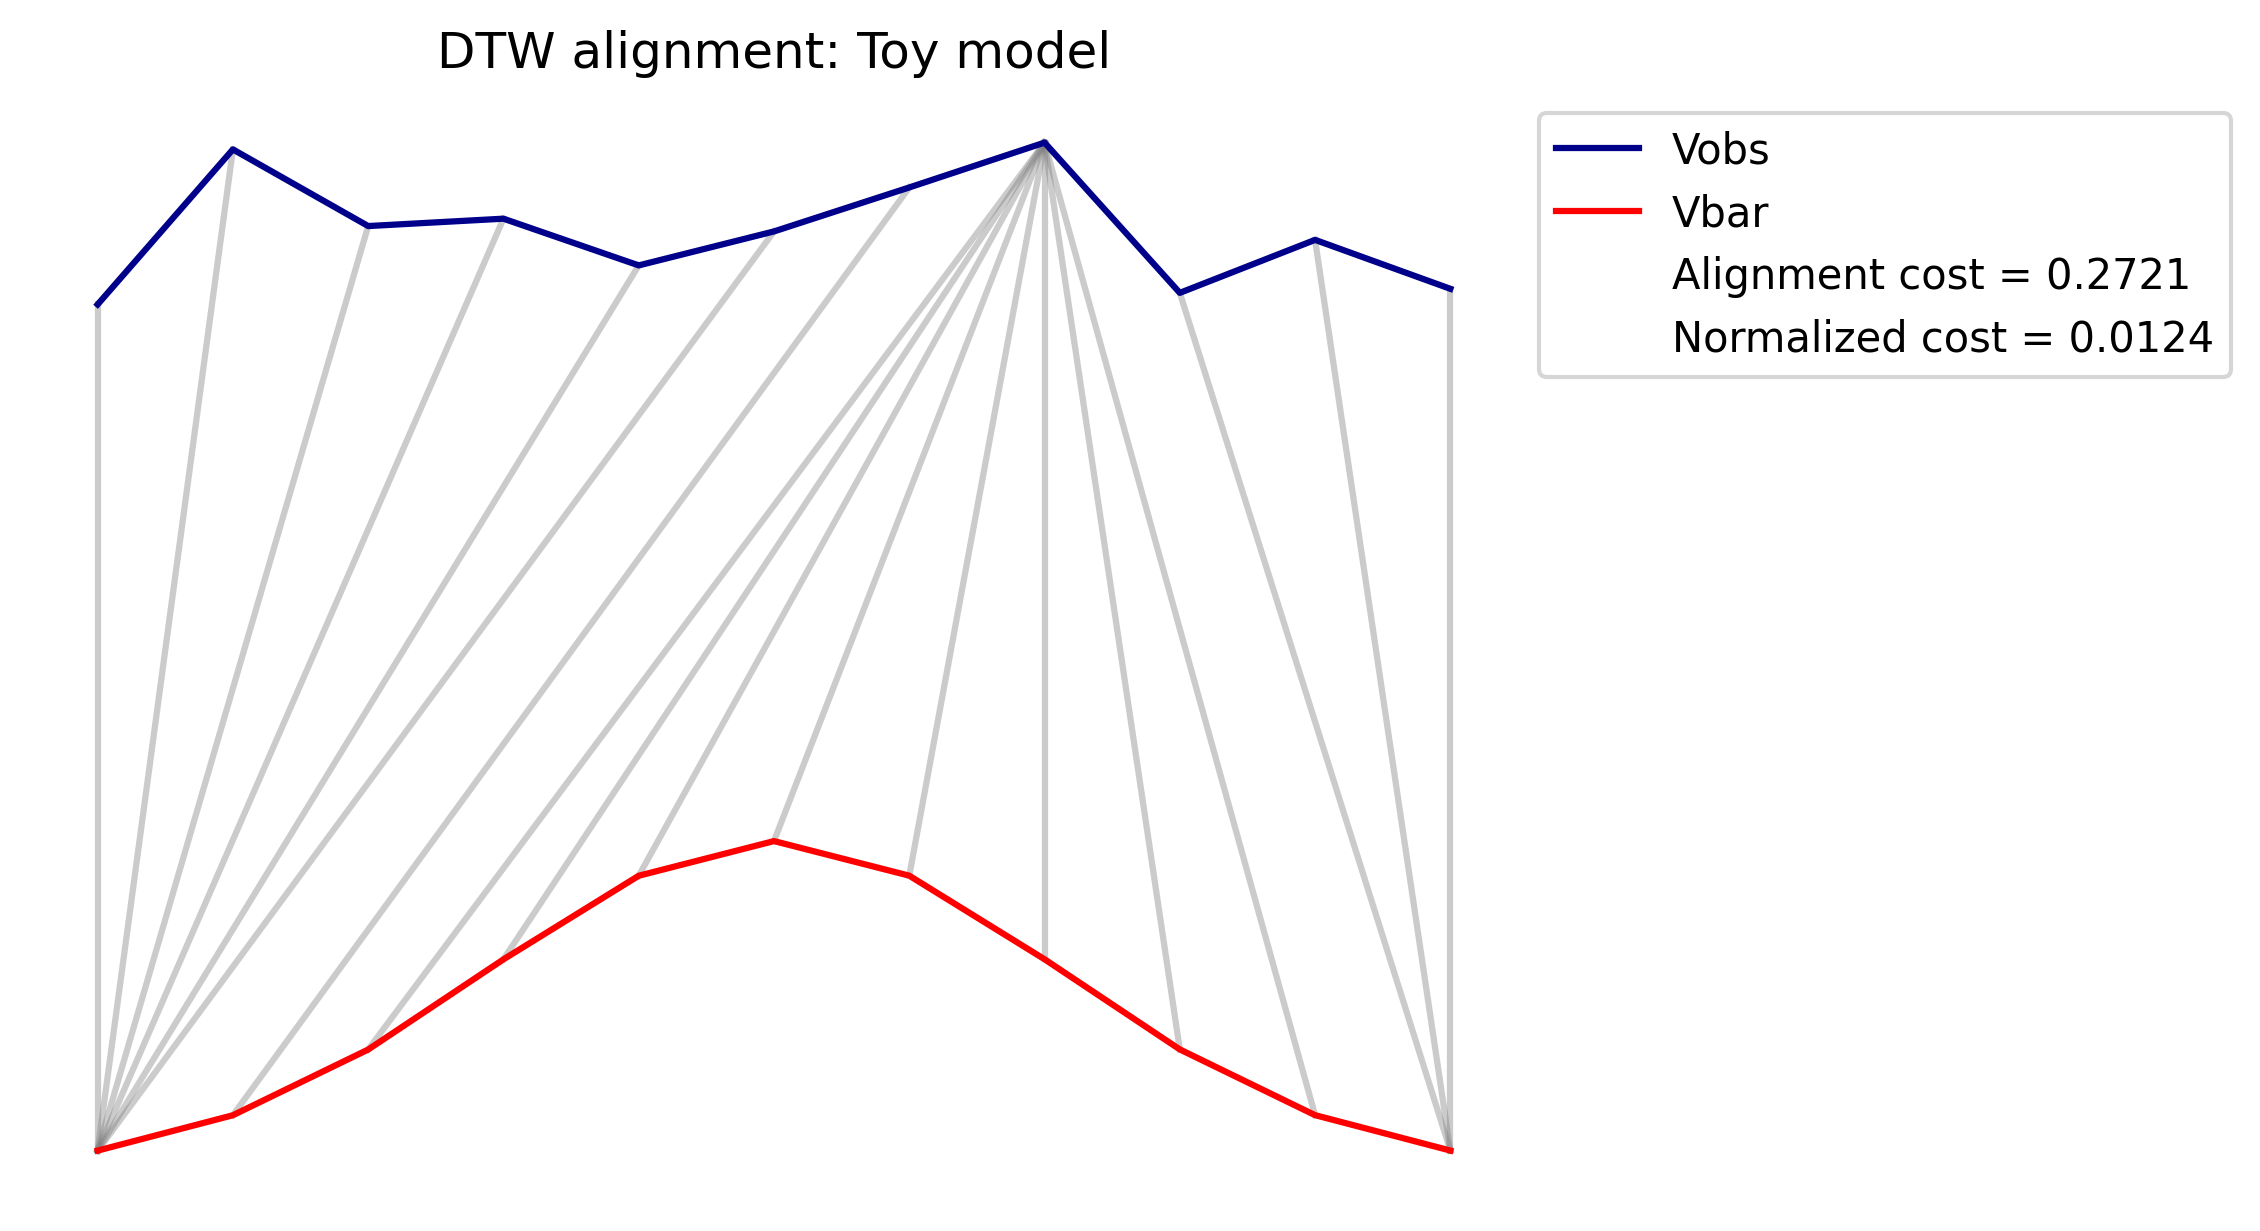 DTW alignment: Toy model
Vobs
Vbar
Alignment cost = 0.2721
Normalized cost = 0.0124